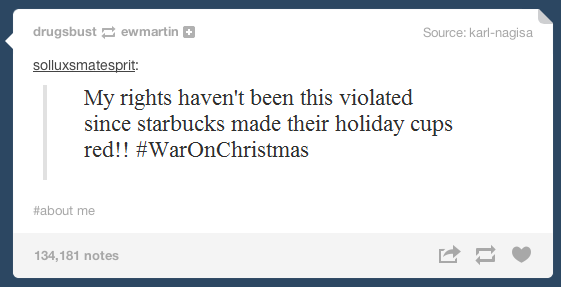 drugsbust ewmartin Source: karl-nagisa
solluxsmatesprit:
My rights haven't been this violated
since starbucks made their holiday cups
red!! #WarOnChristmas
#about me
134,181 notes